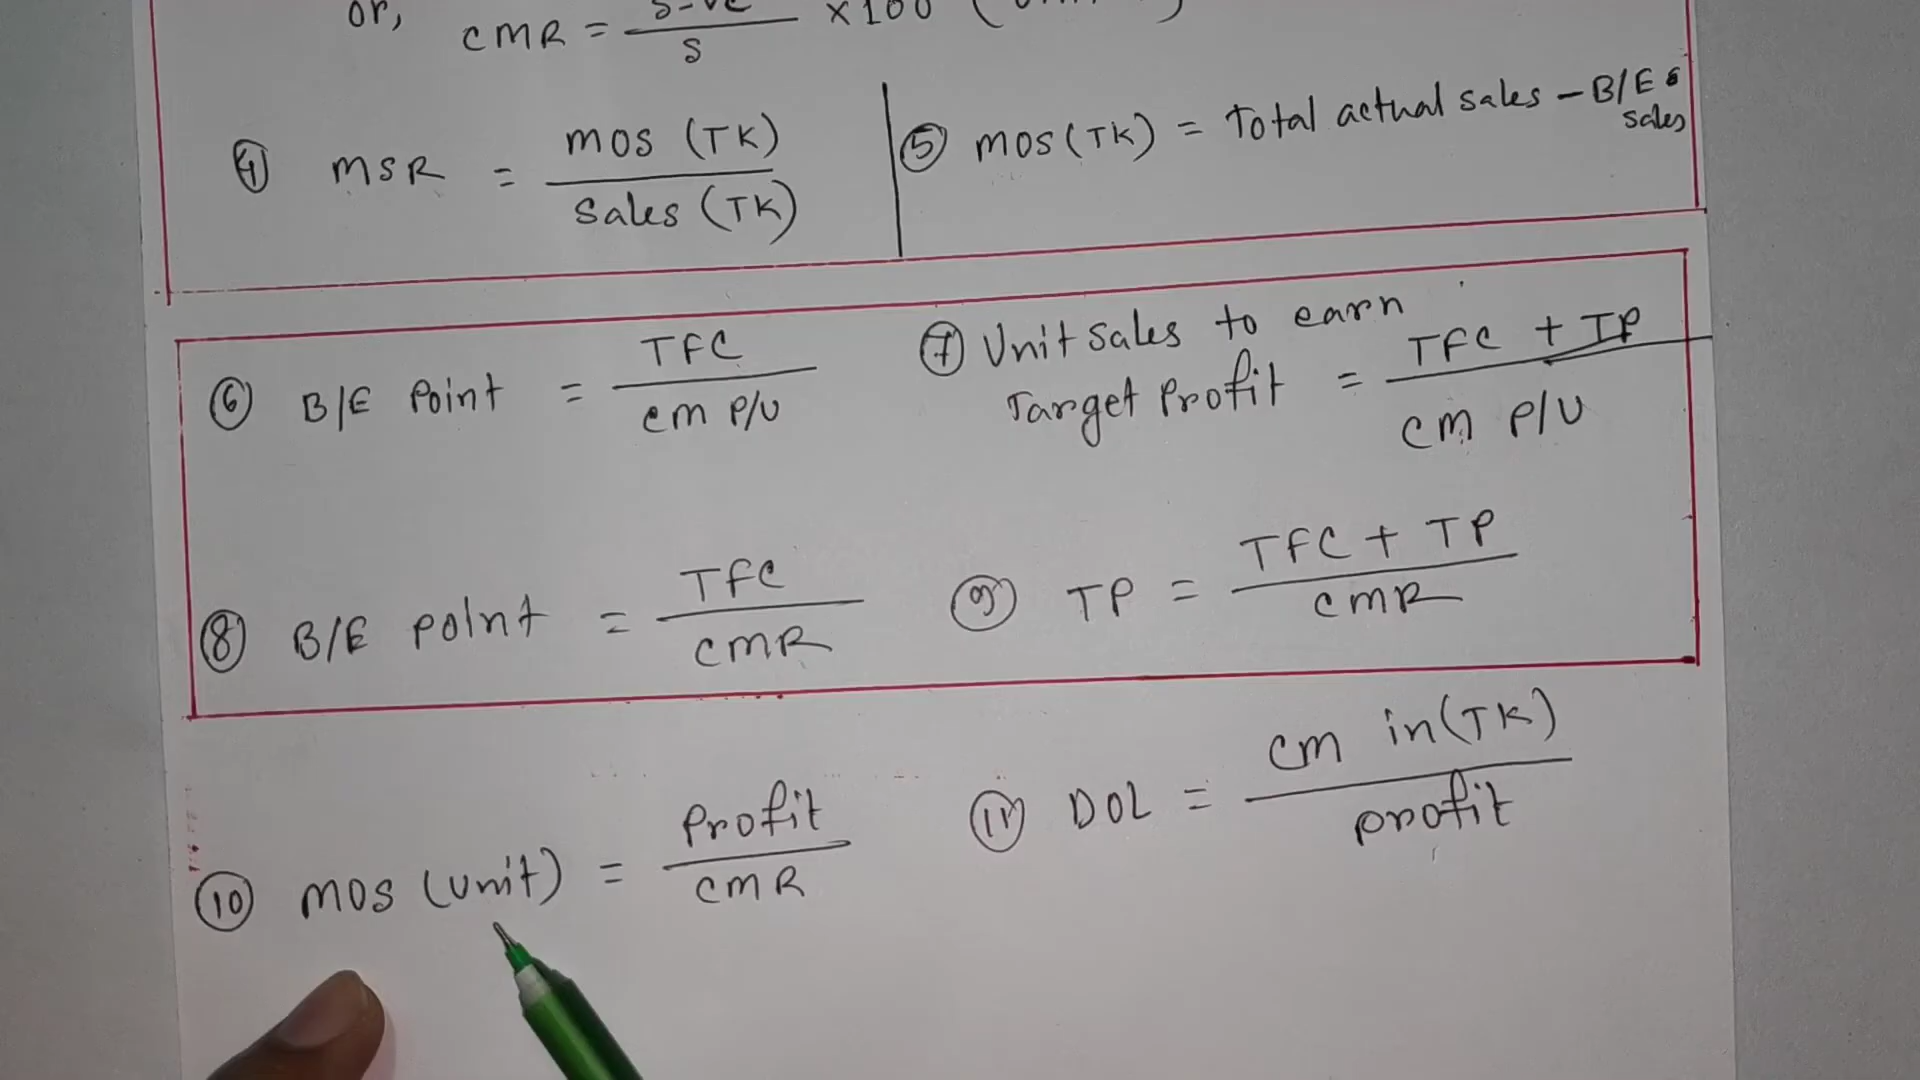 or, CMR = S-VC / S ×100
④ MSR = MOS (TK) / Sales (TK)
⑤ MOS (TK) = Total actual sales – B/E sales
⑥ B/E Point = TFC / CM P/U
⑦ Unit Sales to earn Target Profit = TFC + TP / CM P/U
⑧ B/E point = TFC / CMR
⑨ TP = TFC + TP / CMR
⑩ MOS (Unit) = Profit / CMR
⑪ DOL = CM in (TK) / profit